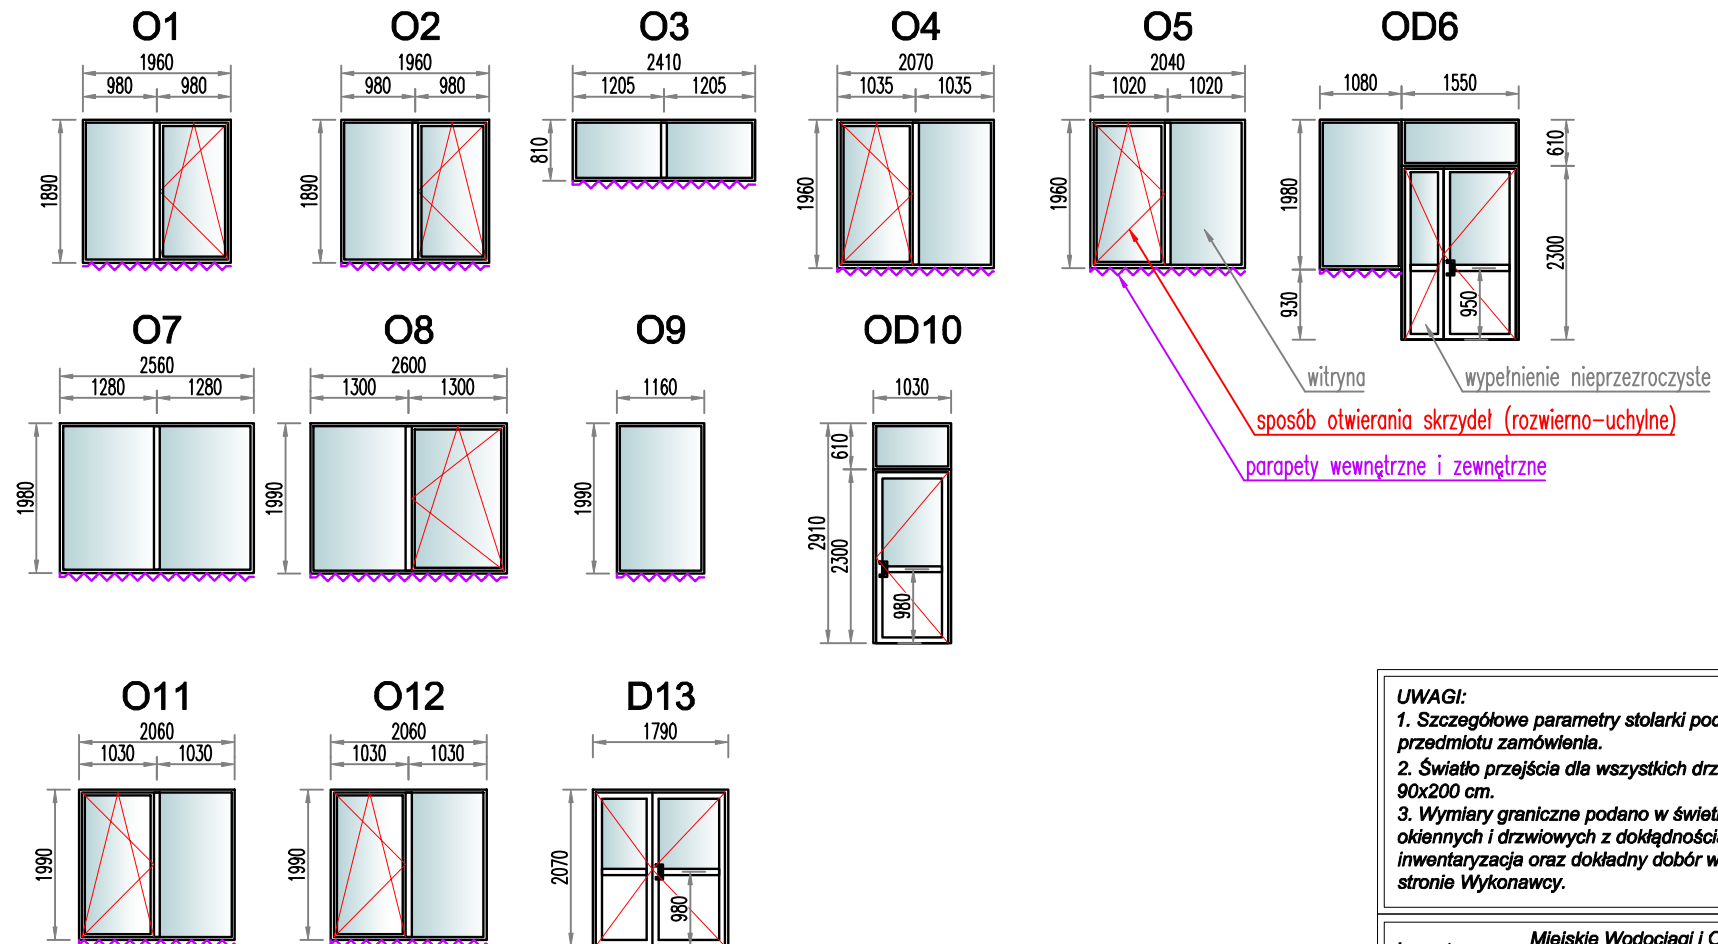 O1
O2
O3
O4
O5
OD6
1960
980
980
1890
1960
980
980
1890
2410
1205
1205
810
2070
1035
1035
1960
2040
1020
1020
1960
1080
1550
1980
930
610
2300
950
witryna
wypełnienie nieprzezroczyste
sposób otwierania skrzydeł (rozwierno-uchylne)
parapety wewnętrzne i zewnętrzne
O7
O8
O9
OD10
2560
1280
1280
1980
2600
1300
1300
1990
1160
1990
1030
610
2910
2300
980
O11
O12
D13
2060
1030
1030
1990
2060
1030
1030
1990
1790
2070
980
UWAGI:
1. Szczegółowe parametry stolarki poc
przedmiotu zamówienia.
2. Światło przejścia dla wszystkich drz
90x200 cm.
3. Wymiary graniczne podano w świetl
okiennych i drzwiowych z dokłądnością
inwentaryzacja oraz dokładny dobór w
stronie Wykonawcy.
Miejskie Wodociągi i O